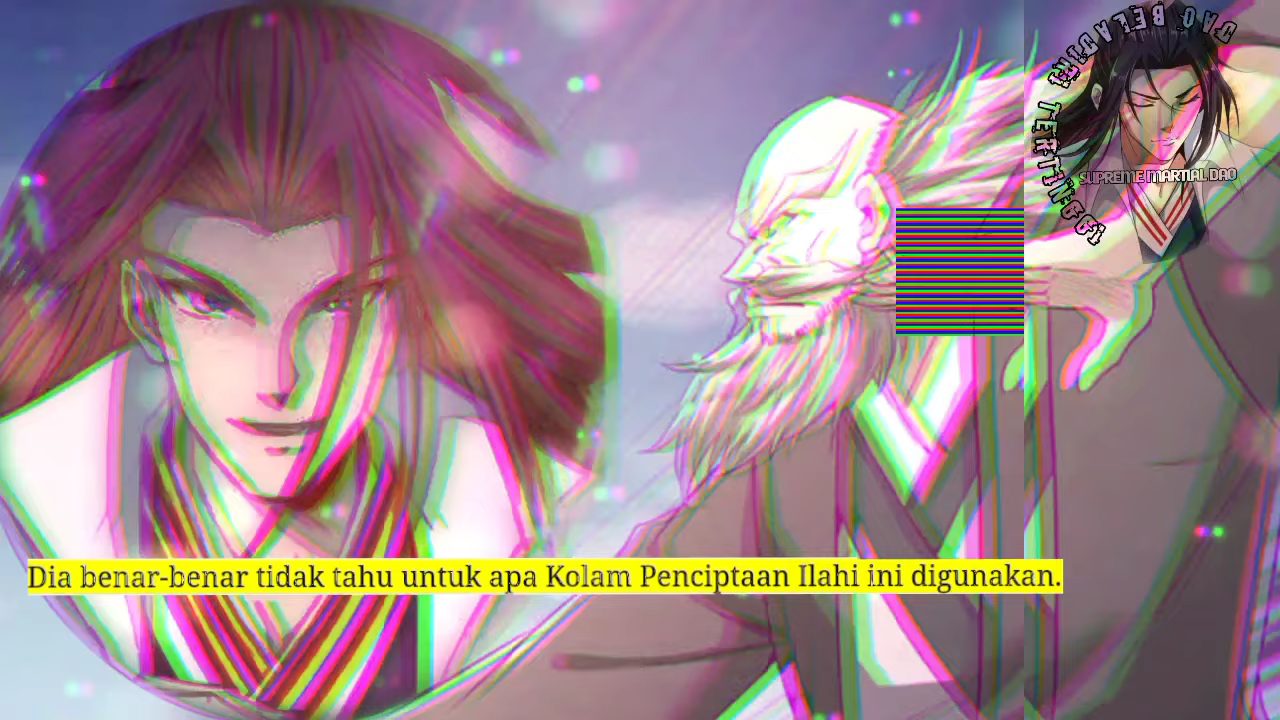 DAO BELADIRI TERTINGGI
SUPREME MARTIAL DAO
Dia benar-benar tidak tahu untuk apa Kolam Penciptaan Ilahi ini digunakan.